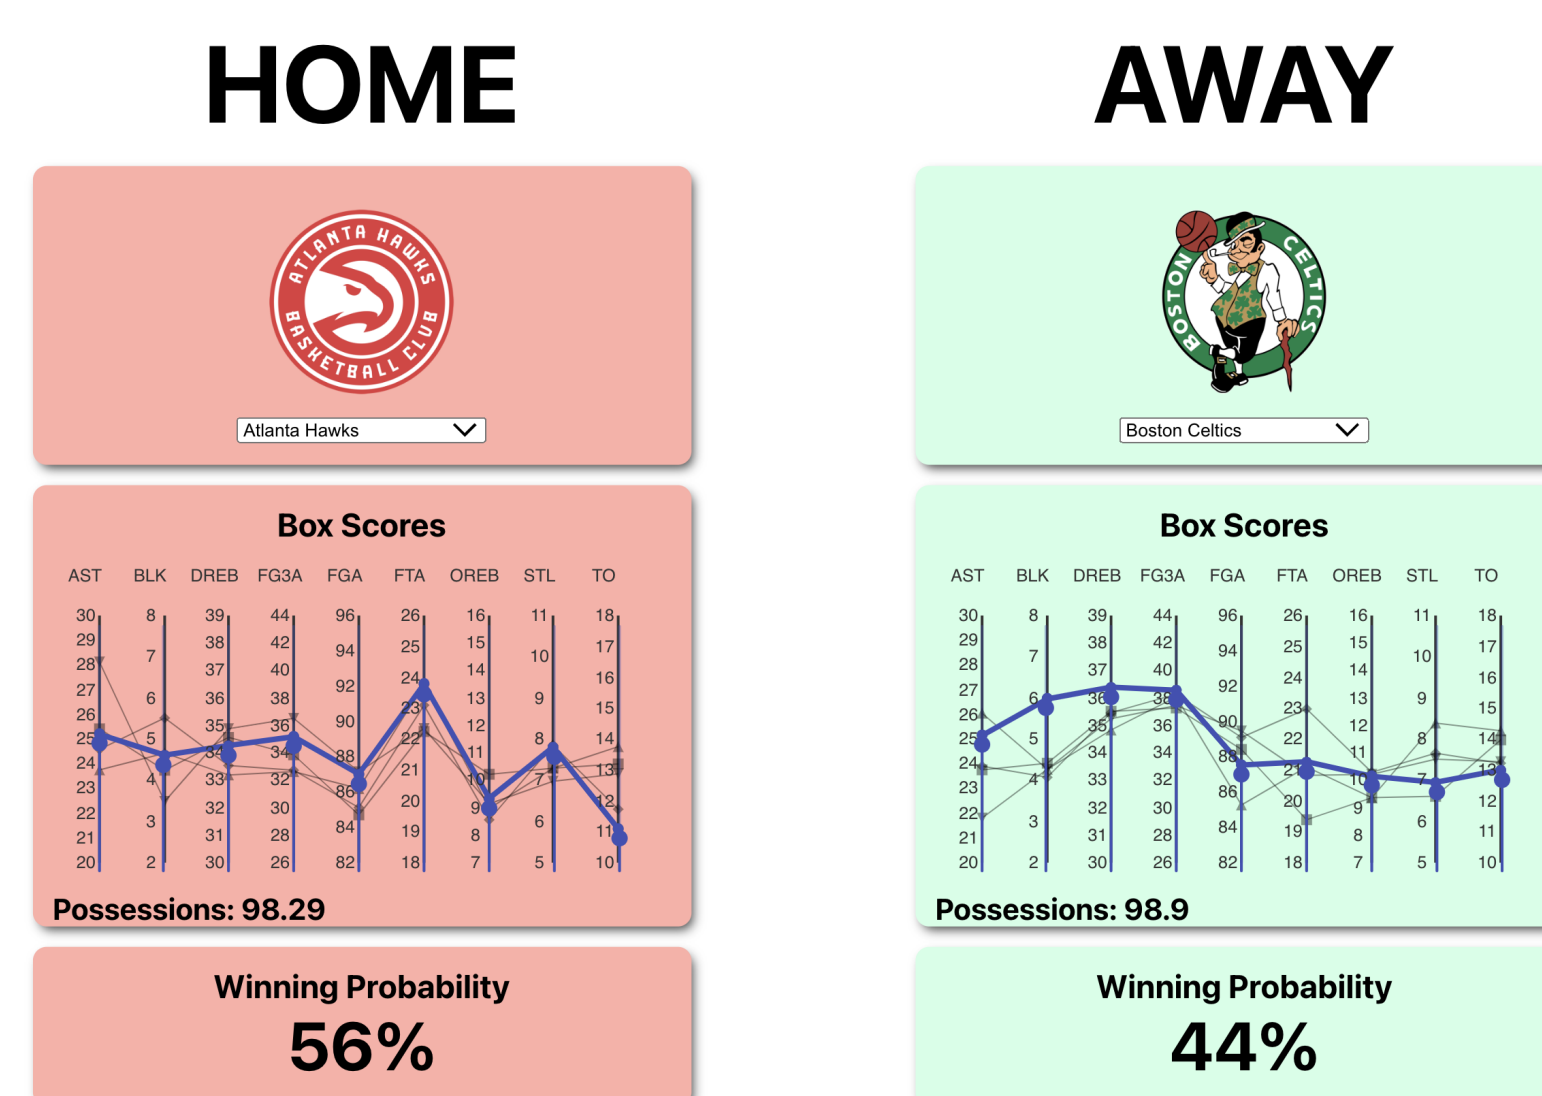 HOME
AWAY
ATLANTA HAWKS
BASKETBALL CLUB
BOSTON CELTICS
Atlanta Hawks
Boston Celtics
Box Scores
AST BLK DREB FG3A FGA FTA OREB STL TO
30 8 39 44 96 26 16 11 18
29 38 42 25 15 17
28 7 37 40 94 24 14 10 16
27 6 36 38 92 23 13 9 15
26 35 36 90 22 12 8 14
25 5 34 34 88 21 11 7 13
24 4 33 32 86 20 10 6 12
23 32 30 84 19 9 11
22 3 31 28 8
21
20 2 30 26 82 18 7 5 10
Possessions: 98.29
Box Scores
AST BLK DREB FG3A FGA FTA OREB STL TO
30 8 39 44 96 26 16 11 18
29 38 42 25 15 17
28 7 37 40 94 24 14 10 16
27 6 36 38 92 23 13 9 15
26 35 36 90 22 12 8 14
25 5 34 34 88 21 11 7 13
24 4 33 32 86 20 10 6 12
23 32 30 84 19 9 11
22 3 31 28 8
21
20 2 30 26 82 18 7 5 10
Possessions: 98.9
Winning Probability
56%
Winning Probability
44%